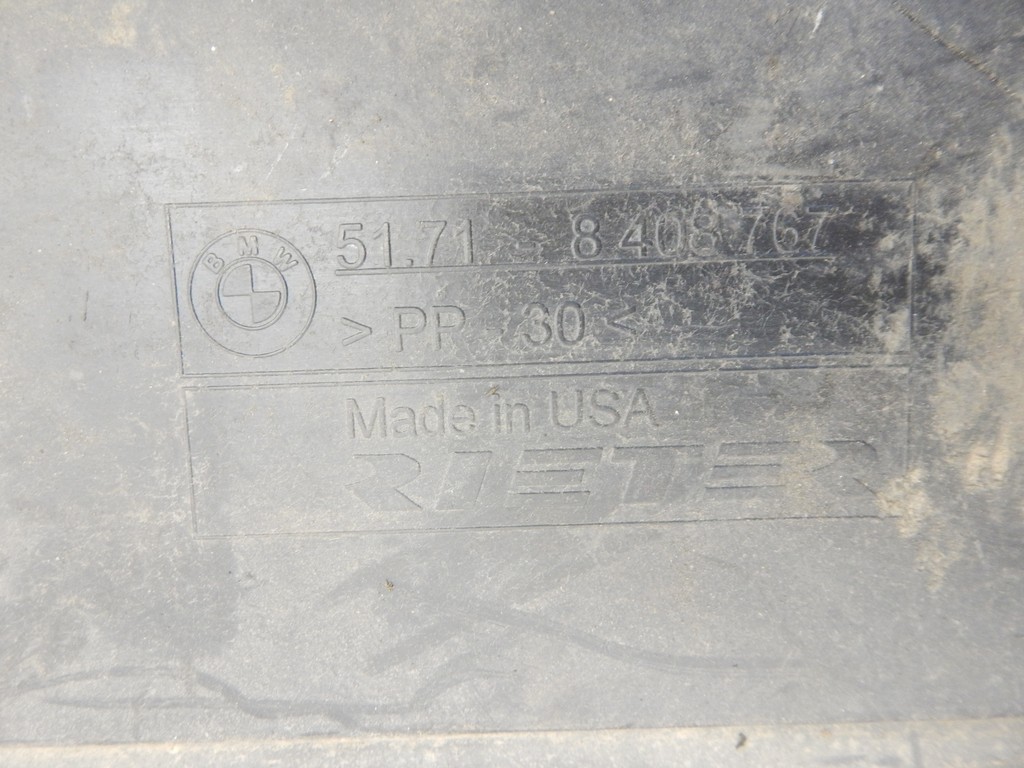 BMW
51.71 8 408 767
> PP - 30 <
Made in USA
RIETER